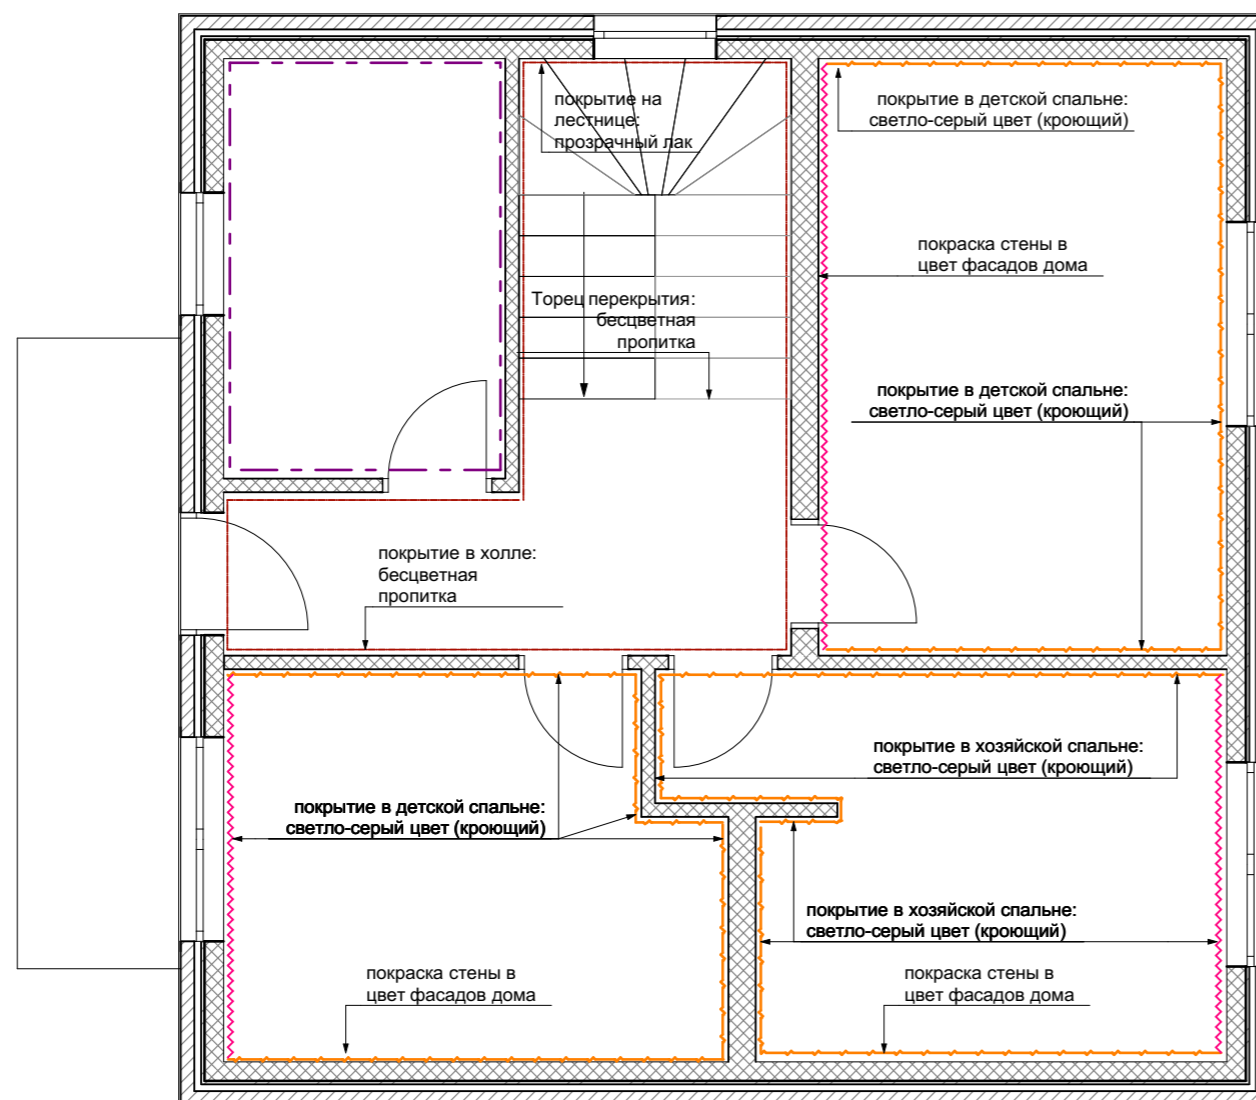 покрытие на
лестнице:
прозрачный лак
покрытие в детской спальне:
светло-серый цвет (кроющий)
покраска стены в
цвет фасадов дома
Торец перекрытия:
бесцветная
пропитка
покрытие в детской спальне:
светло-серый цвет (кроющий)
покрытие в холле:
бесцветная
пропитка
покрытие в хозяйской спальне:
светло-серый цвет (кроющий)
покрытие в детской спальне:
светло-серый цвет (кроющий)
покрытие в хозяйской спальне:
светло-серый цвет (кроющий)
покраска стены в
цвет фасадов дома
покраска стены в
цвет фасадов дома